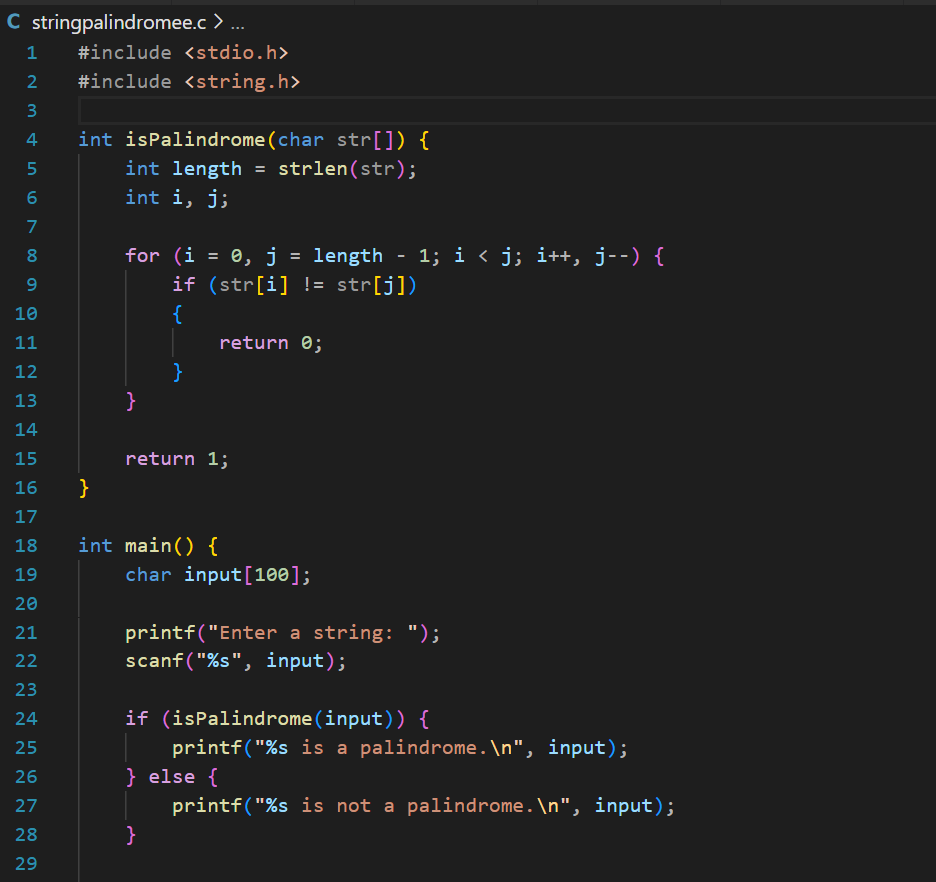 C stringpalindromee.c > ...
1 #include <stdio.h>
2 #include <string.h>
3
4 int isPalindrome(char str[]) {
5     int length = strlen(str);
6     int i, j;
7
8     for (i = 0, j = length - 1; i < j; i++, j--) {
9         if (str[i] != str[j])
10         {
11             return 0;
12         }
13     }
14
15     return 1;
16 }
17
18 int main() {
19     char input[100];
20
21     printf("Enter a string: ");
22     scanf("%s", input);
23
24     if (isPalindrome(input)) {
25         printf("%s is a palindrome.\n", input);
26     } else {
27         printf("%s is not a palindrome.\n", input);
28     }
29